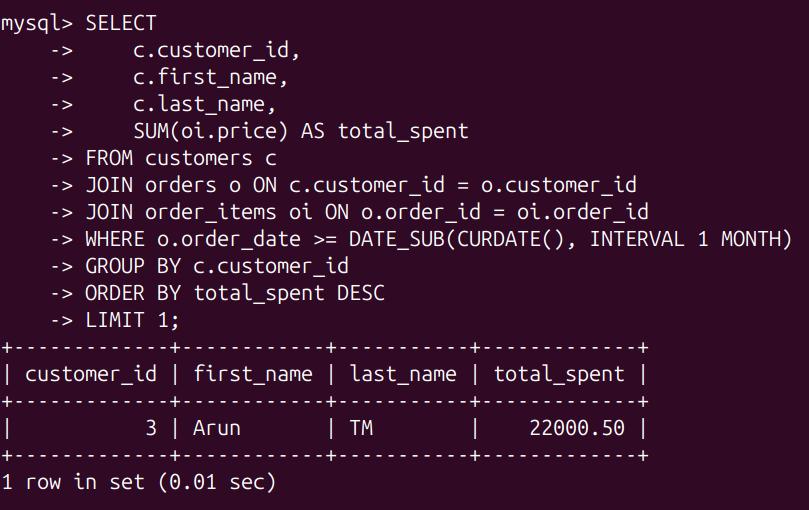 mysql> SELECT
    ->     c.customer_id,
    ->     c.first_name,
    ->     c.last_name,
    ->     SUM(oi.price) AS total_spent
    -> FROM customers c
    -> JOIN orders o ON c.customer_id = o.customer_id
    -> JOIN order_items oi ON o.order_id = oi.order_id
    -> WHERE o.order_date >= DATE_SUB(CURDATE(), INTERVAL 1 MONTH)
    -> GROUP BY c.customer_id
    -> ORDER BY total_spent DESC
    -> LIMIT 1;
+-------------+------------+-----------+-------------+
| customer_id | first_name | last_name | total_spent |
+-------------+------------+-----------+-------------+
|           3 | Arun       | TM        |    22000.50 |
+-------------+------------+-----------+-------------+
1 row in set (0.01 sec)